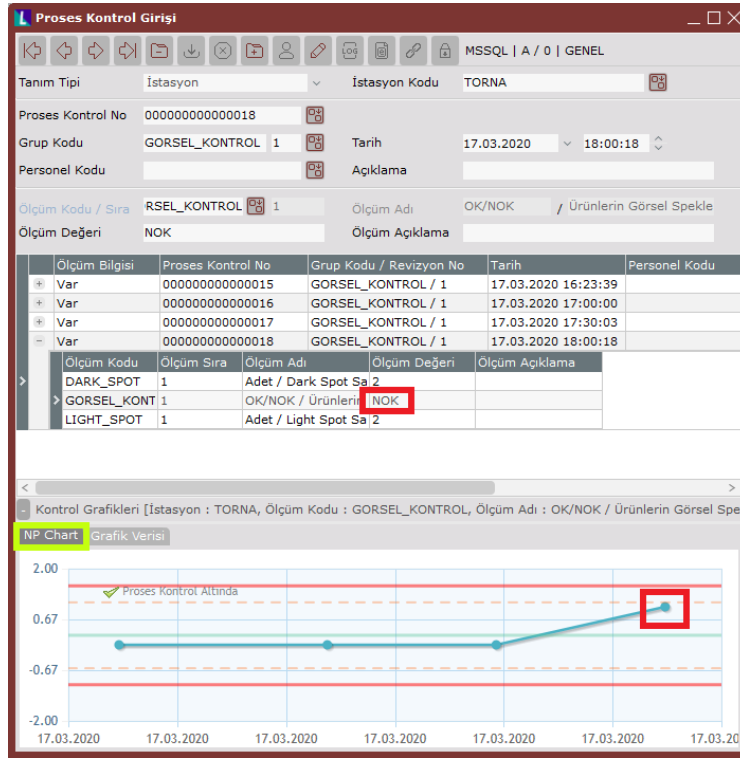 Proses Kontrol Girişi
LOG MSSQL | A / 0 | GENEL
Tanım Tipi İstasyon İstasyon Kodu TORNA
Proses Kontrol No 000000000000018
Grup Kodu GORSEL_KONTROL 1 Tarih 17.03.2020 18:00:18
Personel Kodu Açıklama
Ölçüm Kodu / Sıra RSEL_KONTROL 1 Ölçüm Adı OK/NOK / Ürünlerin Görsel Spekle
Ölçüm Değeri NOK Ölçüm Açıklama
Ölçüm Bilgisi Proses Kontrol No Grup Kodu / Revizyon No Tarih Personel Kodu
Var 000000000000015 GORSEL_KONTROL / 1 17.03.2020 16:23:39
Var 000000000000016 GORSEL_KONTROL / 1 17.03.2020 17:00:00
Var 000000000000017 GORSEL_KONTROL / 1 17.03.2020 17:30:03
Var 000000000000018 GORSEL_KONTROL / 1 17.03.2020 18:00:18
Ölçüm Kodu Ölçüm Sıra Ölçüm Adı Ölçüm Değeri Ölçüm Açıklama
DARK_SPOT 1 Adet / Dark Spot Sa 2
GORSEL_KONT 1 OK/NOK / Ürünlerin NOK
LIGHT_SPOT 1 Adet / Light Spot Sa 2
Kontrol Grafikleri [İstasyon : TORNA, Ölçüm Kodu : GORSEL_KONTROL, Ölçüm Adı : OK/NOK / Ürünlerin Görsel Spe
NP Chart Grafik Verisi
2.00
Proses Kontrol Altında
0.67
-0.67
-2.00
17.03.2020 17.03.2020 17.03.2020 17.03.2020 17.03.2020 17.03.2020 17.03.20